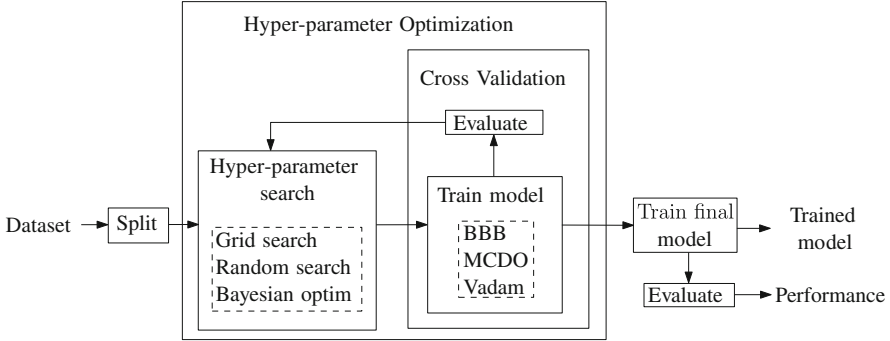 Hyper-parameter Optimization
Cross Validation
Evaluate
Hyper-parameter
search
Grid search
Random search
Bayesian optim
Train model
BBB
MCDO
Vadam
Dataset
Split
Train final
model
Trained
model
Evaluate
Performance